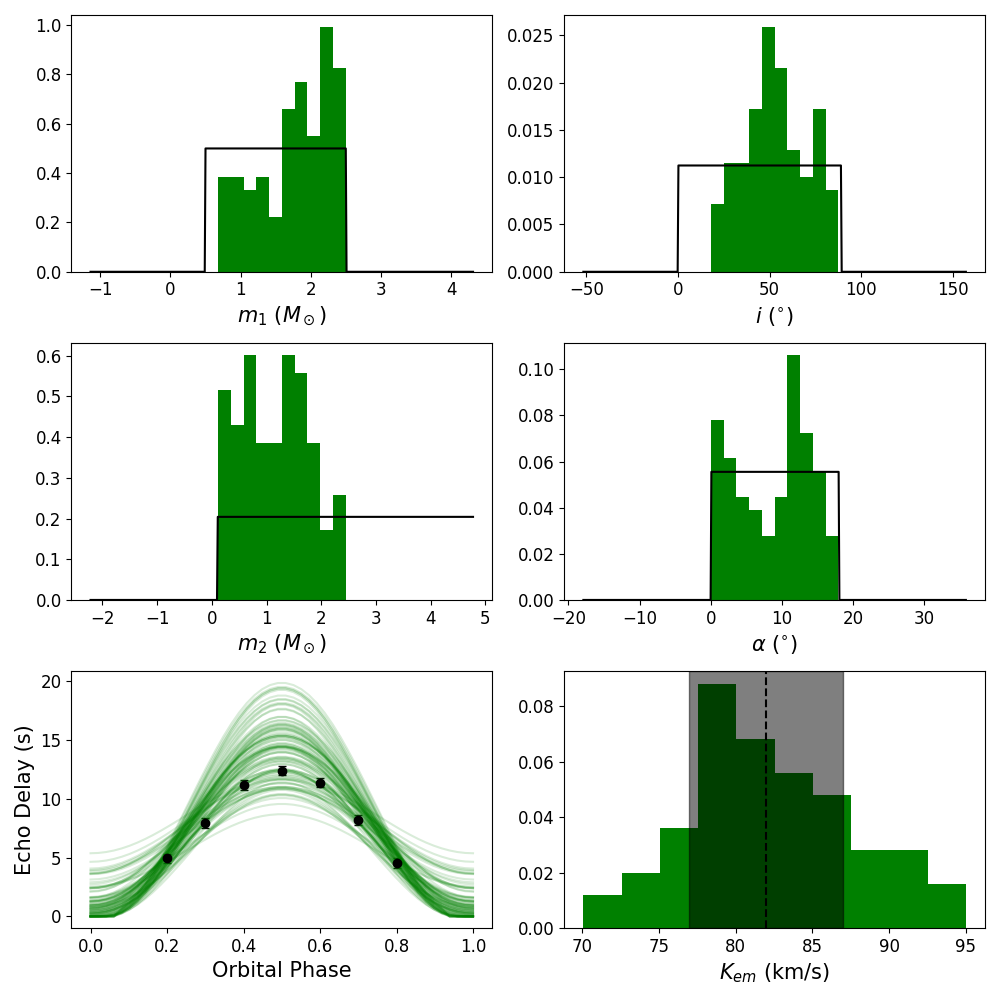 1.0
0.8
0.6
0.4
0.2
0.0
−1 0 1 2 3 4
m_1 (M_⊙)
0.025
0.020
0.015
0.010
0.005
0.000
−50 0 50 100 150
i (°)
0.6
0.5
0.4
0.3
0.2
0.1
0.0
−2 −1 0 1 2 3 4 5
m_2 (M_⊙)
0.10
0.08
0.06
0.04
0.02
0.00
−20 −10 0 10 20 30
α (°)
Echo Delay (s)
20
15
10
5
0
0.0 0.2 0.4 0.6 0.8 1.0
Orbital Phase
0.08
0.06
0.04
0.02
0.00
70 75 80 85 90 95
K_em (km/s)